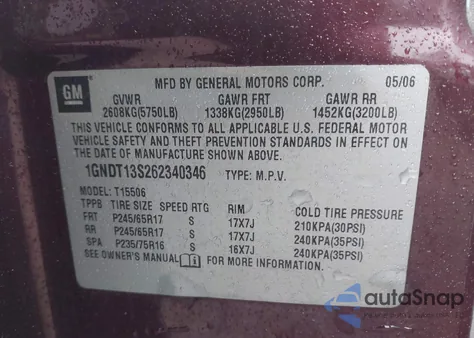 GM
MFD BY GENERAL MOTORS CORP. 05/06
GVWR GAWR FRT GAWR RR
2608KG(5750LB) 1338KG(2950LB) 1452KG(3200LB)
THIS VEHICLE CONFORMS TO ALL APPLICABLE U.S. FEDERAL MOTOR
VEHICLE SAFETY AND THEFT PREVENTION STANDARDS IN EFFECT ON
THE DATE OF MANUFACTURE SHOWN ABOVE.
1GNDT13S262340346 TYPE: M.P.V.
MODEL: T15506
TPPB TIRE SIZE SPEED RTG RIM COLD TIRE PRESSURE
FRT P245/65R17 S 17X7J 210KPA(30PSI)
RR P245/65R17 S 17X7J 240KPA(35PSI)
SPA P235/75R16 S 16X7J 240KPA(35PSI)
SEE OWNER'S MANUAL FOR MORE INFORMATION.
autaSnap